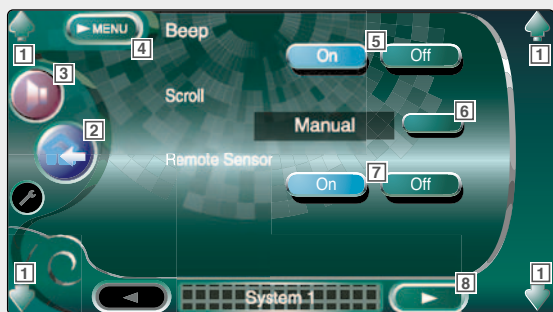 ►MENU
4
Beep
1
1
5
On
Off
3
Scroll
6
Manual
2
Remote Sensor
7
On
Off
1
1
8
System 1